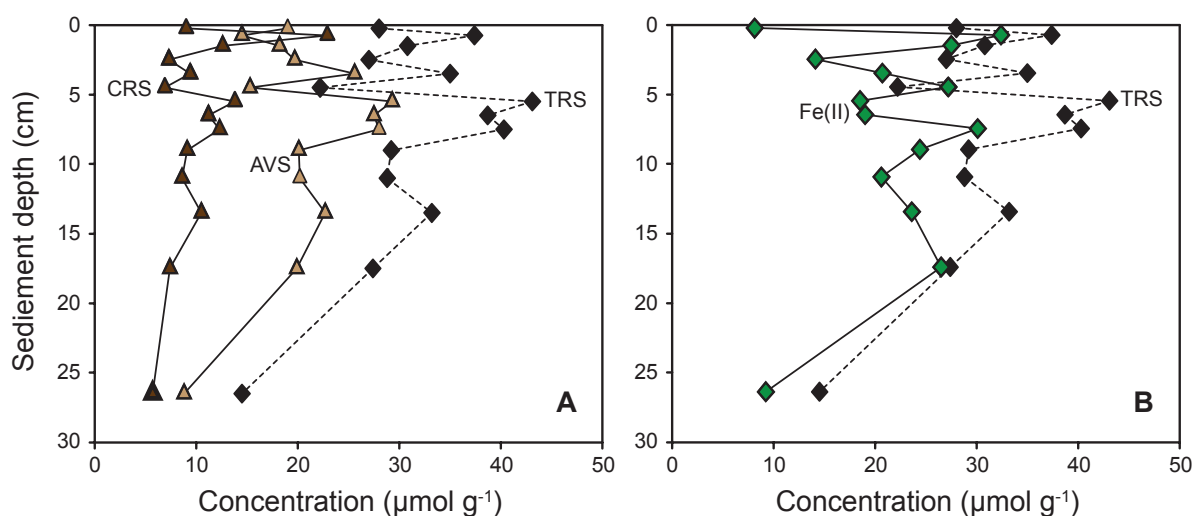 0
5
10
15
20
25
30
Sediement depth (cm)
CRS
AVS
TRS
A
0 10 20 30 40 50
Concentration (µmol g⁻¹)
0
5
10
15
20
25
30
Fe(II)
TRS
B
0 10 20 30 40 50
Concentration (µmol g⁻¹)